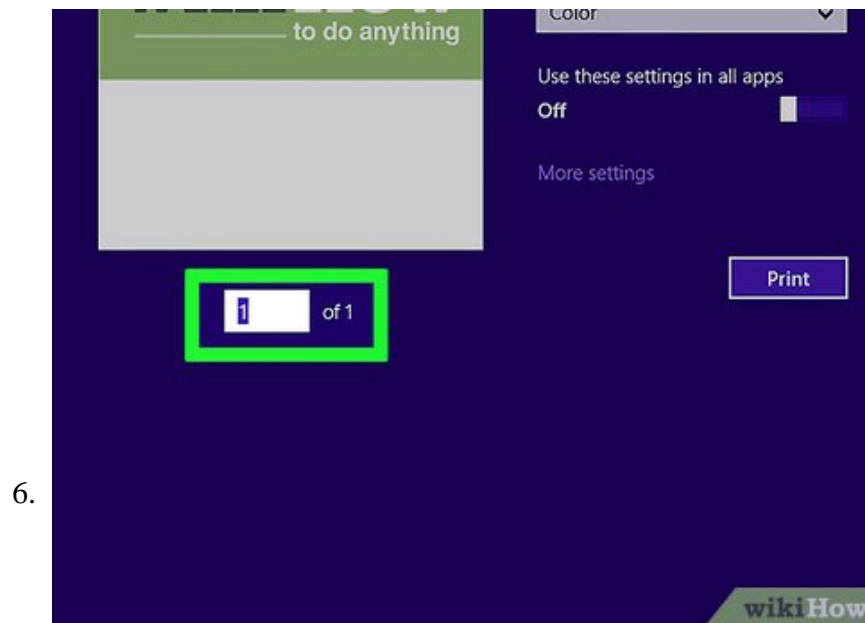 to do anything
Color
Use these settings in all apps
Off
More settings
Print
1 of 1
6.
wikiHow